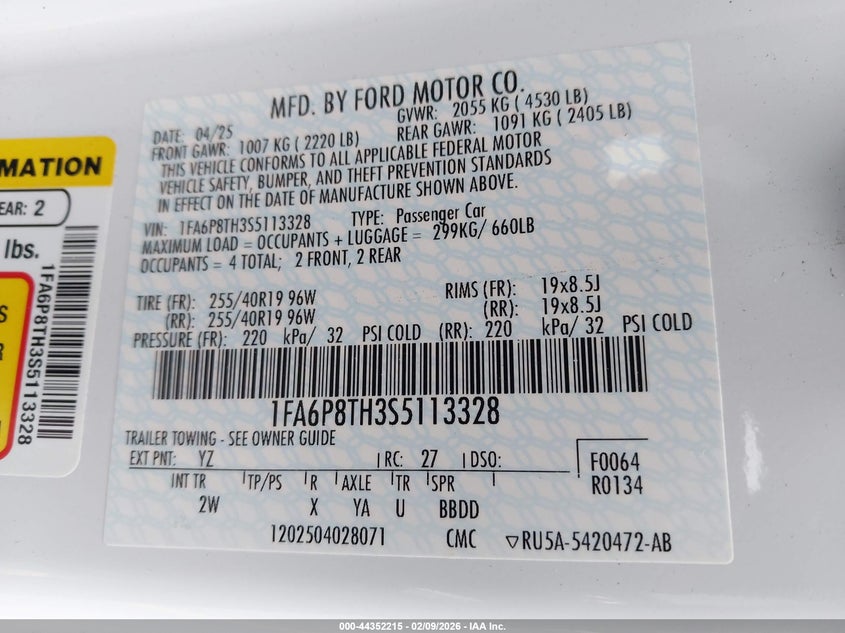 MFD. BY FORD MOTOR CO.
DATE: 04/25
GVWR: 2055 KG ( 4530 LB)
FRONT GAWR: 1007 KG ( 2220 LB)
REAR GAWR: 1091 KG ( 2405 LB)
THIS VEHICLE CONFORMS TO ALL APPLICABLE FEDERAL MOTOR
VEHICLE SAFETY, BUMPER, AND THEFT PREVENTION STANDARDS
IN EFFECT ON THE DATE OF MANUFACTURE SHOWN ABOVE.
VIN: 1FA6P8TH3S5113328 TYPE: Passenger Car
MAXIMUM LOAD = OCCUPANTS + LUGGAGE = 299KG/ 660LB
OCCUPANTS = 4 TOTAL; 2 FRONT, 2 REAR
TIRE (FR): 255/40R19 96W RIMS (FR): 19x8.5J
(RR): 255/40R19 96W (RR): 19x8.5J
PRESSURE (FR): 220 kPa/ 32 PSI COLD (RR): 220 kPa/ 32 PSI COLD
1FA6P8TH3S5113328
TRAILER TOWING - SEE OWNER GUIDE
EXT PNT: YZ RC: 27 DSO: F0064
INT TR TP/PS R AXLE TR SPR R0134
2W X YA U BBDD
1202504028071 CMC RU5A-5420472-AB
MATION
EAR: 2
lbs.
1FA6P8TH3S5113328
S
R
000-44352215 - 02/09/2026 - IAA Inc.